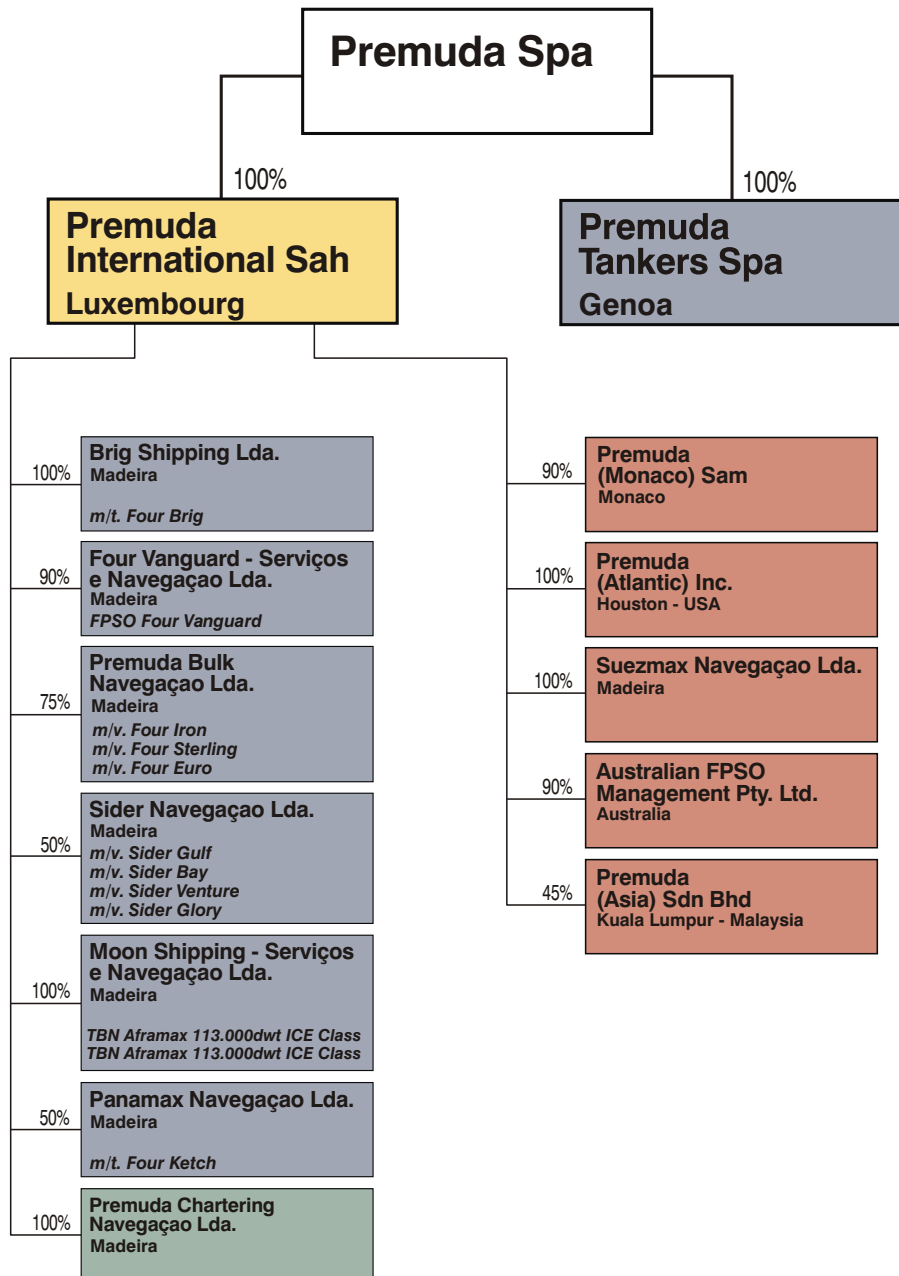 Premuda Spa
100%
100%
Premuda
International Sah
Luxembourg
Premuda
Tankers Spa
Genoa
100%
Brig Shipping Lda.
Madeira
m/t. Four Brig
90%
Four Vanguard - Serviços
e Navegaçao Lda.
Madeira
FPSO Four Vanguard
75%
Premuda Bulk
Navegaçao Lda.
Madeira
m/v. Four Iron
m/v. Four Sterling
m/v. Four Euro
50%
Sider Navegaçao Lda.
Madeira
m/v. Sider Gulf
m/v. Sider Bay
m/v. Sider Venture
m/v. Sider Glory
100%
Moon Shipping - Serviços
e Navegaçao Lda.
Madeira
TBN Aframax 113.000dwt ICE Class
TBN Aframax 113.000dwt ICE Class
50%
Panamax Navegaçao Lda.
Madeira
m/t. Four Ketch
100%
Premuda Chartering
Navegaçao Lda.
Madeira
90%
Premuda
(Monaco) Sam
Monaco
100%
Premuda
(Atlantic) Inc.
Houston - USA
100%
Suezmax Navegaçao Lda.
Madeira
90%
Australian FPSO
Management Pty. Ltd.
Australia
45%
Premuda
(Asia) Sdn Bhd
Kuala Lumpur - Malaysia